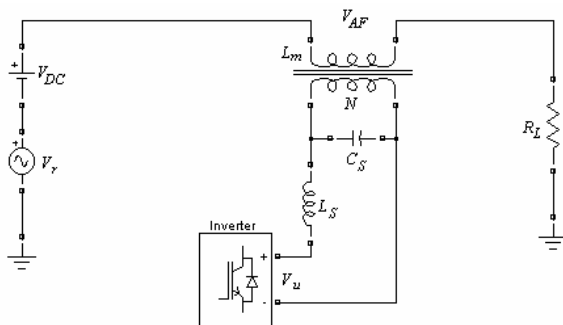 V_AF
L_m
+
V_DC
N
R_L
C_S
+
V_r
L_S
Inverter
+
V_u
-